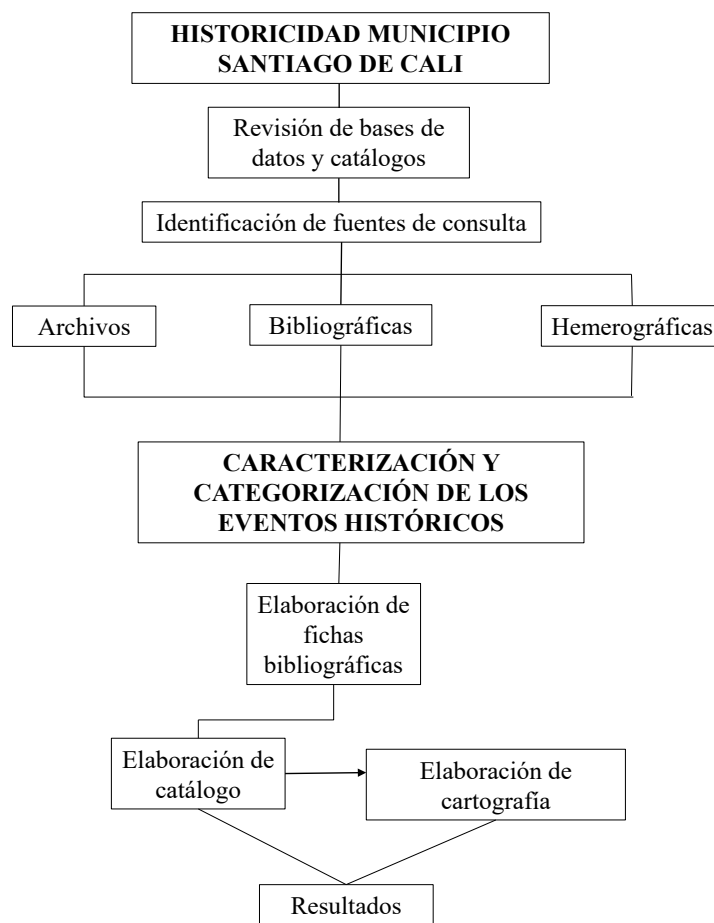 HISTORICIDAD MUNICIPIO
SANTIAGO DE CALI
Revisión de bases de
datos y catálogos
Identificación de fuentes de consulta
Archivos
Bibliográficas
Hemerográficas
CARACTERIZACIÓN Y
CATEGORIZACIÓN DE LOS
EVENTOS HISTÓRICOS
Elaboración de
fichas
bibliográficas
Elaboración de
catálogo
Elaboración de
cartografía
Resultados